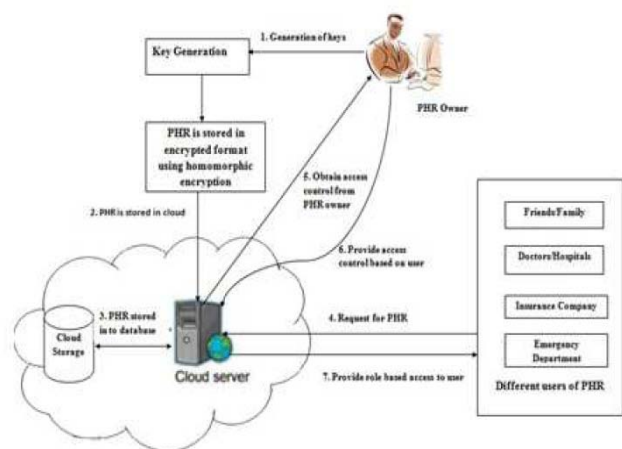 1. Generation of keys
Key Generation
PHR Owner
PHR is stored in
encrypted format
using homomorphic
encryption
5. Obtain access
control from
PHR owner
2. PHR is stored in cloud
6. Provide access
control based on user
Friends/Family
Doctors/Hospitals
Insurance Company
Emergency
Department
Different users of PHR
3. PHR stored
in to database
4. Request for PHR
Cloud
Storage
Cloud server
7. Provide role based access to user